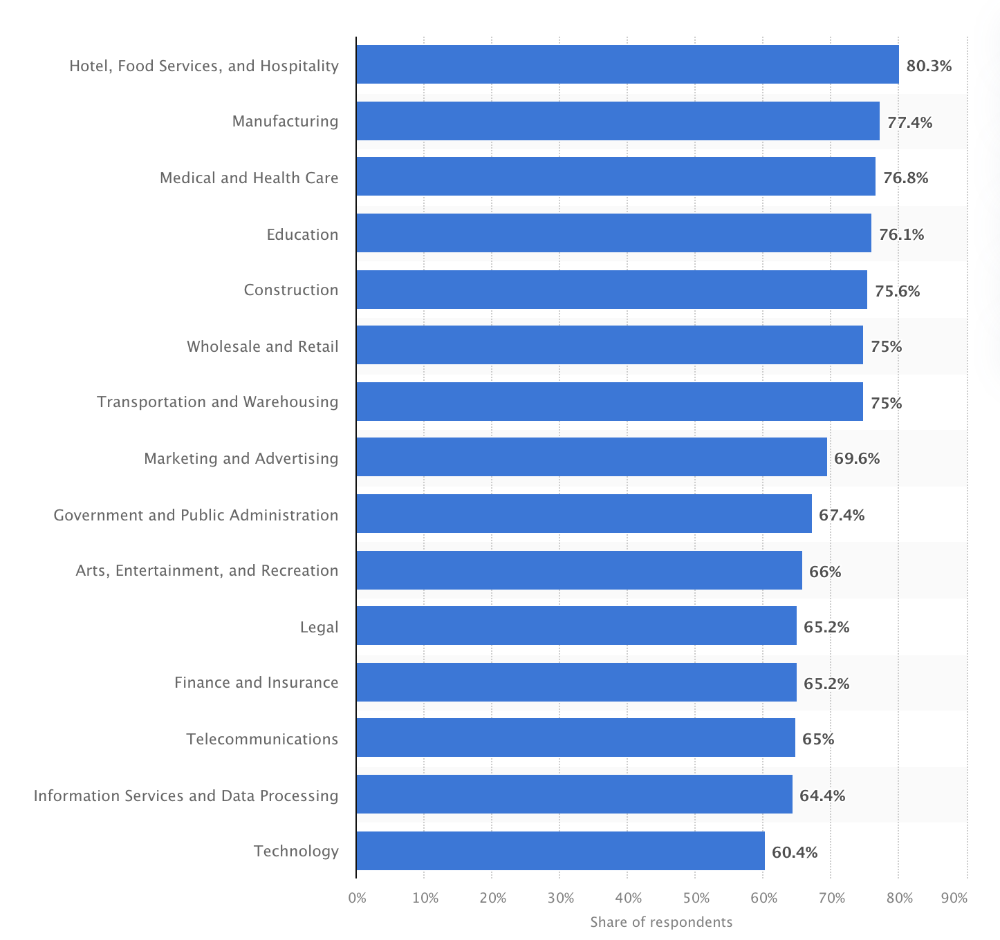 Hotel, Food Services, and Hospitality 80.3%
Manufacturing 77.4%
Medical and Health Care 76.8%
Education 76.1%
Construction 75.6%
Wholesale and Retail 75%
Transportation and Warehousing 75%
Marketing and Advertising 69.6%
Government and Public Administration 67.4%
Arts, Entertainment, and Recreation 66%
Legal 65.2%
Finance and Insurance 65.2%
Telecommunications 65%
Information Services and Data Processing 64.4%
Technology 60.4%
0% 10% 20% 30% 40% 50% 60% 70% 80% 90%
Share of respondents